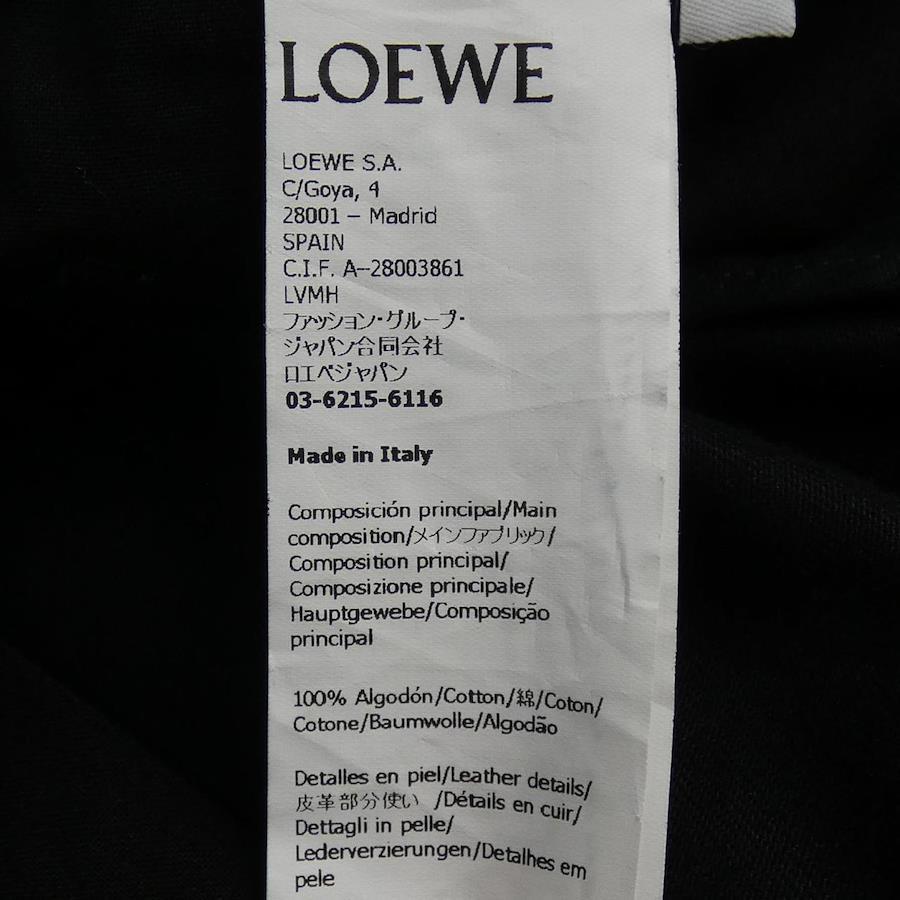 LOEWE
LOEWE S.A.
C/Goya, 4
28001 – Madrid
SPAIN
C.I.F. A-28003861
LVMH
ファッション・グループ・
ジャパン合同会社
ロエベジャパン
03-6215-6116
Made in Italy
Composición principal/Main
composition/メインファブリック/
Composition principal/
Composizione principale/
Hauptgewebe/Composição
principal
100% Algodón/Cotton/綿/Coton/
Cotone/Baumwolle/Algodão
Detalles en piel/Leather details/
皮革部分使い /Détails en cuir/
Dettagli in pelle/
Lederverzierungen/Detalhes em
pele